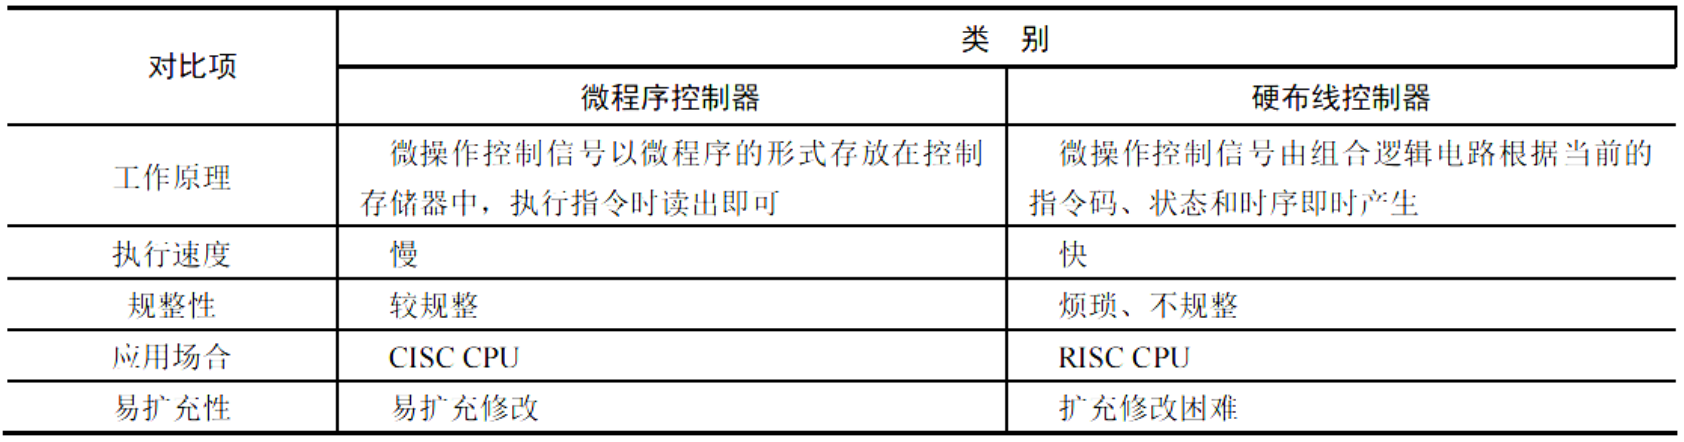 对比项
类 别
微程序控制器
硬布线控制器
工作原理
微操作控制信号以微程序的形式存放在控制
存储器中，执行指令时读出即可
微操作控制信号由组合逻辑电路根据当前的
指令码、状态和时序即时产生
执行速度
慢
快
规整性
较规整
烦琐、不规整
应用场合
CISC CPU
RISC CPU
易扩充性
易扩充修改
扩充修改困难